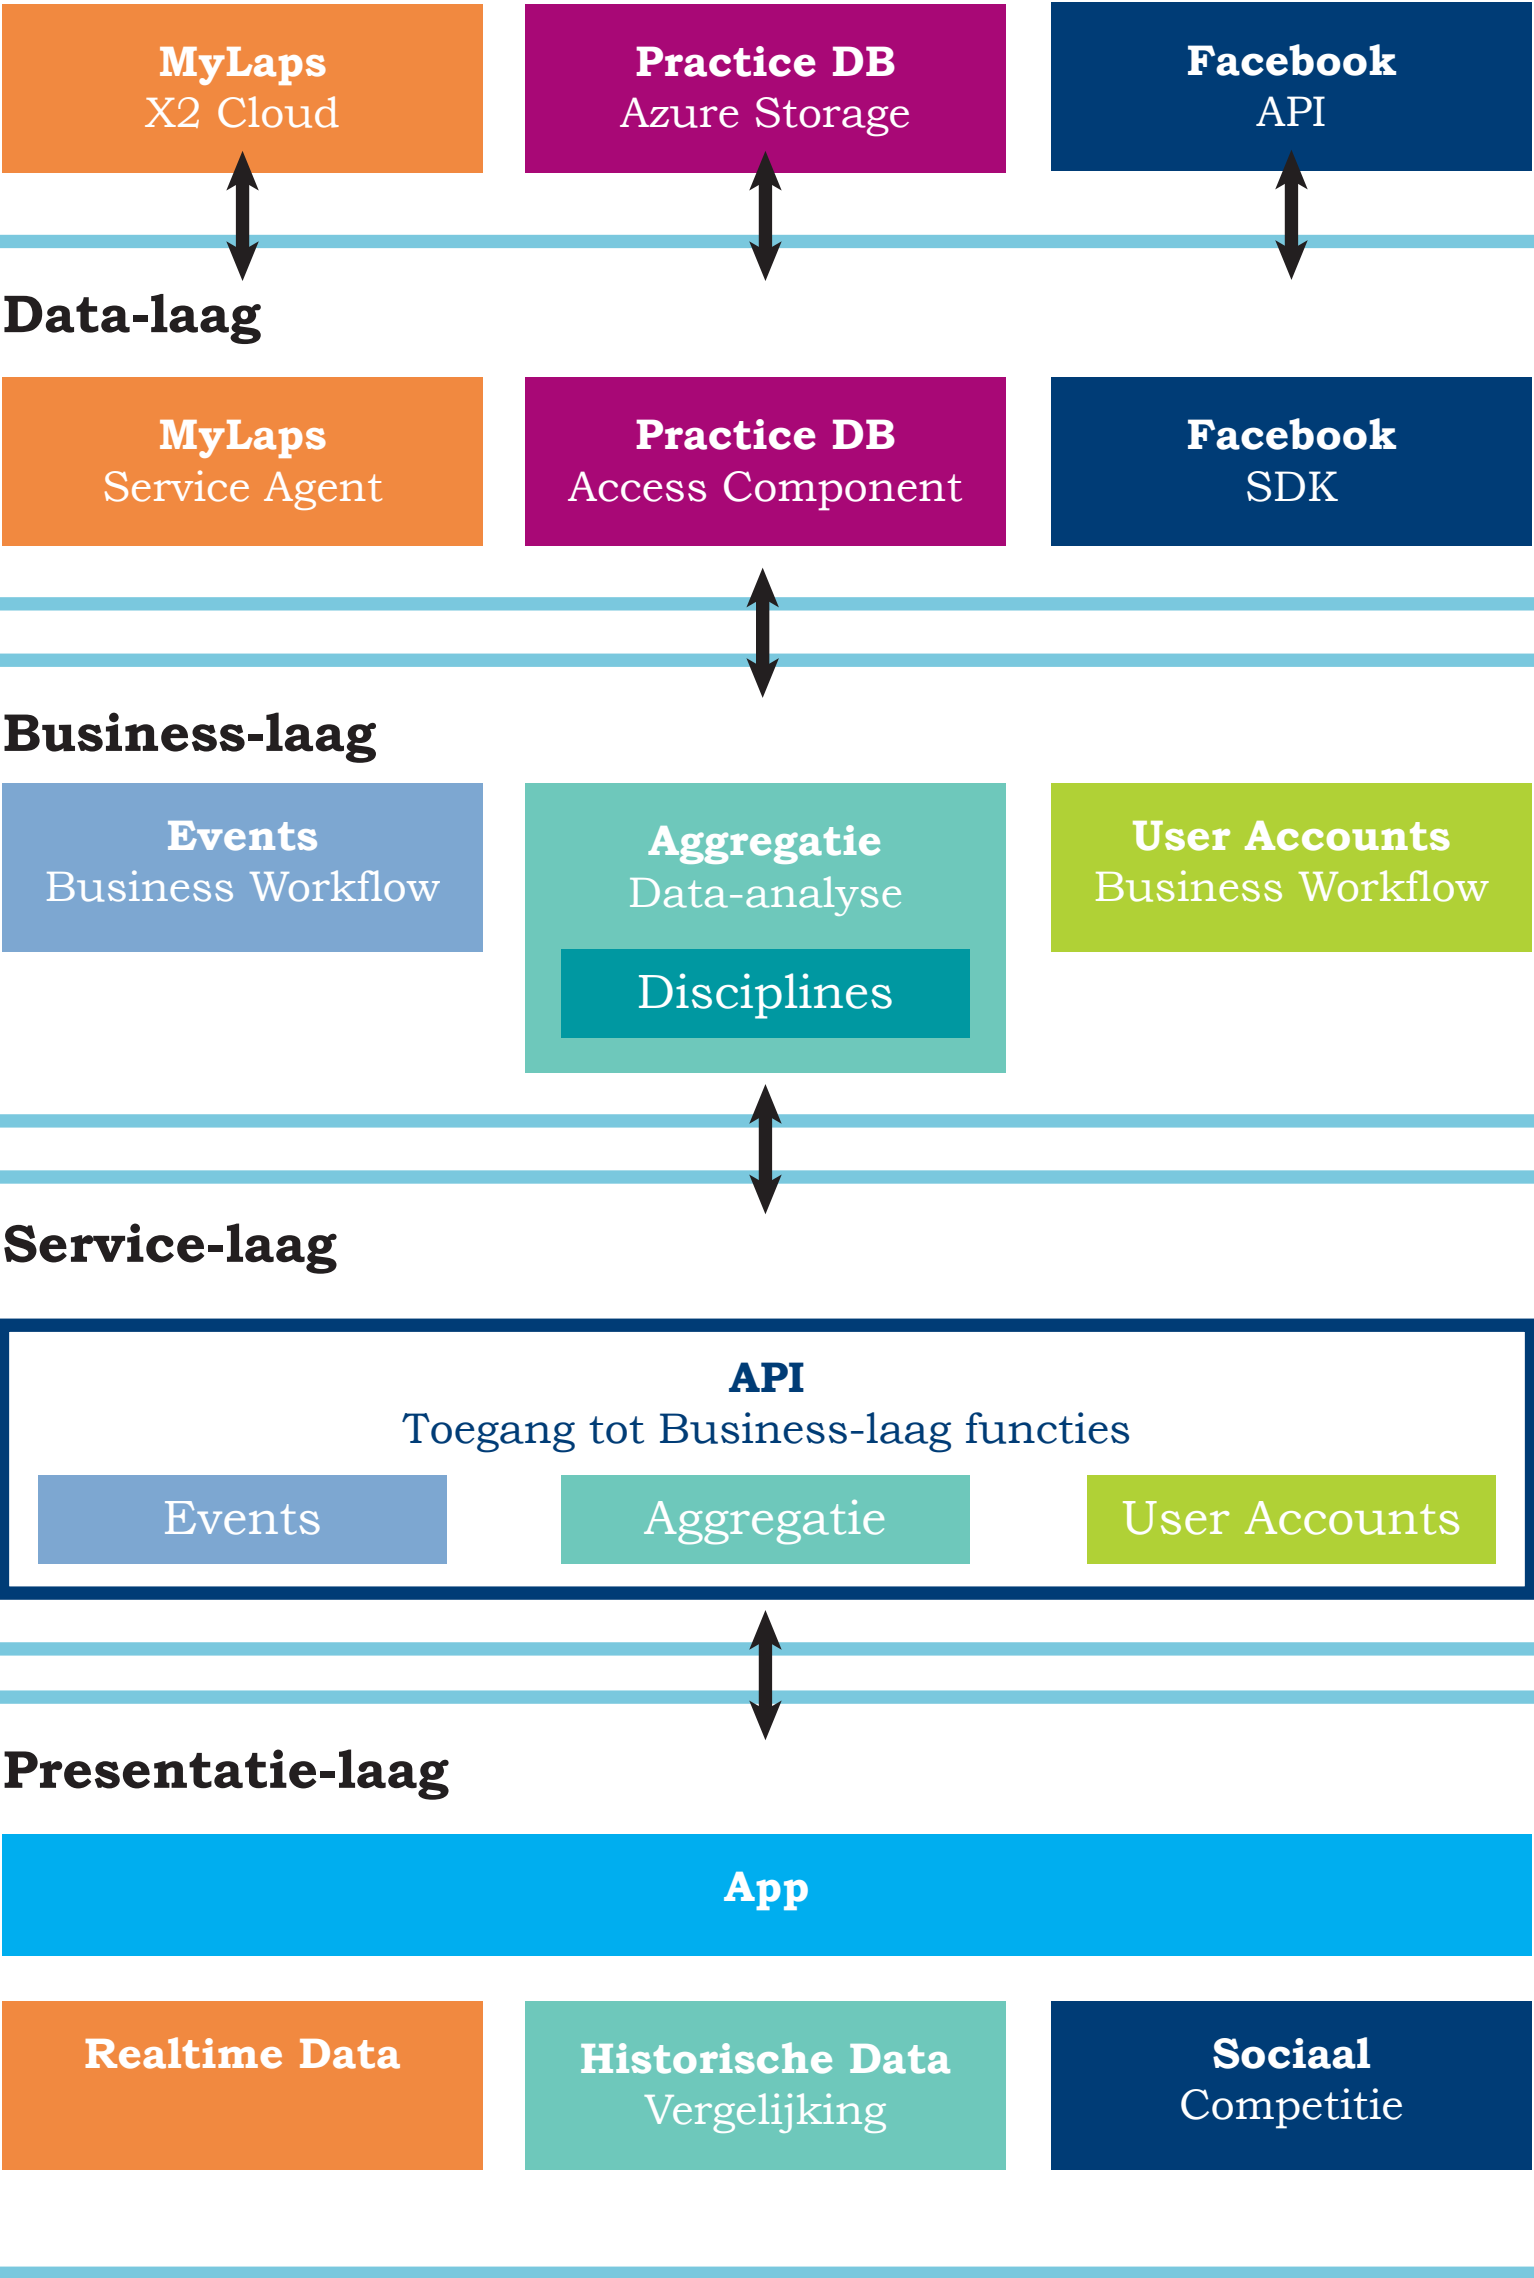 MyLaps
X2 Cloud
Practice DB
Azure Storage
Facebook
API
Data-laag
MyLaps
Service Agent
Practice DB
Access Component
Facebook
SDK
Business-laag
Events
Business Workflow
Aggregatie
Data-analyse
Disciplines
User Accounts
Business Workflow
Service-laag
API
Toegang tot Business-laag functies
Events
Aggregatie
User Accounts
Presentatie-laag
App
Realtime Data
Historische Data
Vergelijking
Sociaal
Competitie